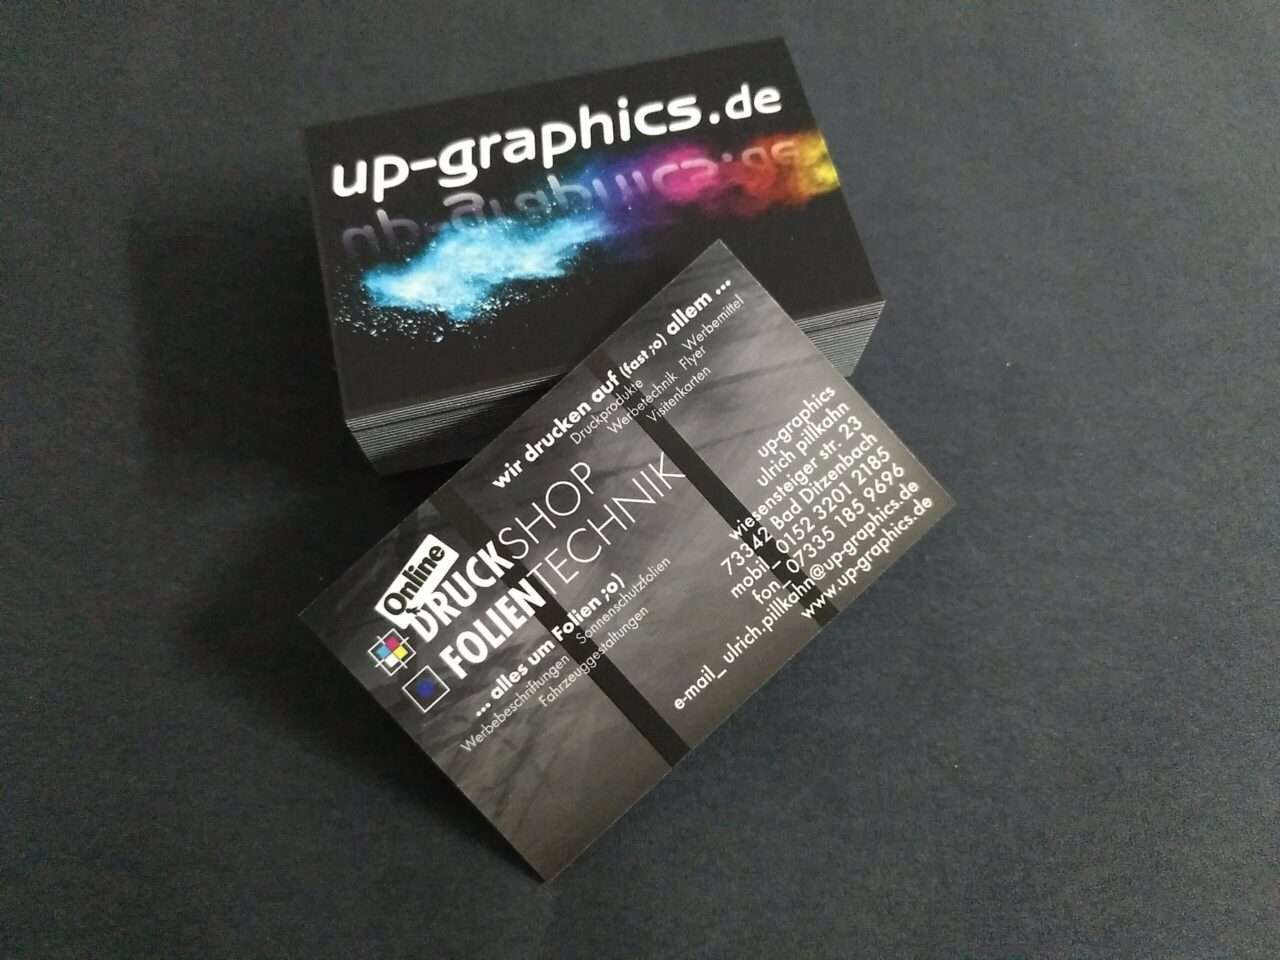 up-graphics.de
wir drucken auf (fast ;o) allem ...
Druckprodukte Werbemittel
Werbetechnik Flyer
Visitenkarten
Online
DRUCKSHOP
FOLIENTECHNIK
... alles um Folien ;o)
Werbebeschriftungen Sonnenschutzfolien
Fahrzeuggestaltungen
up-graphics
ulrich pillkahn
wiesensteiger str. 23
73342 Bad Ditzenbach
mobil_ 0152 3201 2185
fon_ 07335 185 9696
e-mail_ ulrich.pillkahn@up-graphics.de
www.up-graphics.de